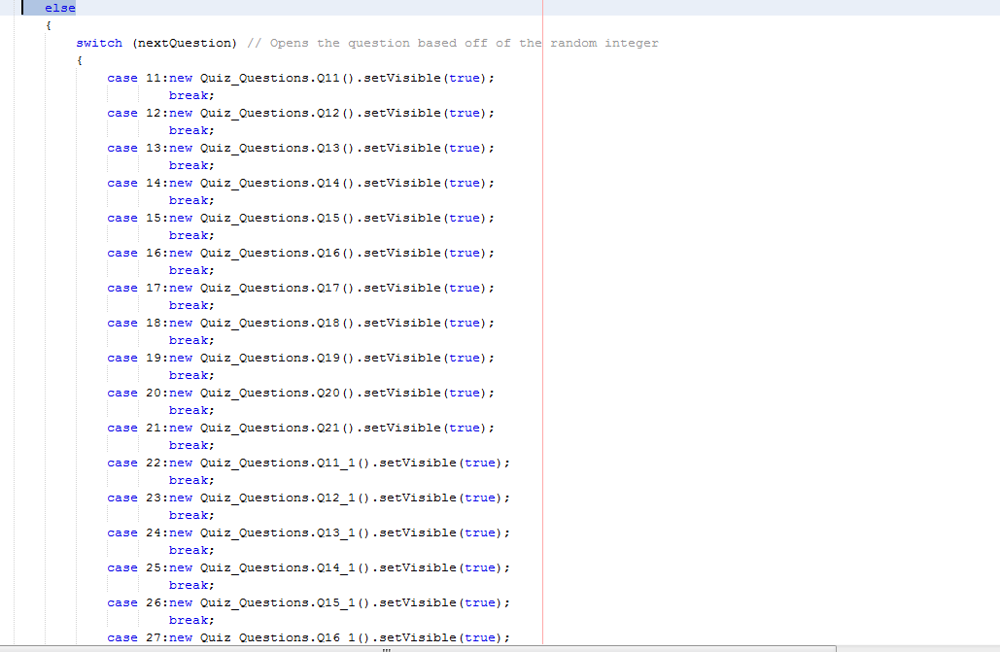 else
{
switch (nextQuestion) // Opens the question based off of the random integer
{
case 11:new Quiz_Questions.Q11().setVisible(true);
break;
case 12:new Quiz_Questions.Q12().setVisible(true);
break;
case 13:new Quiz_Questions.Q13().setVisible(true);
break;
case 14:new Quiz_Questions.Q14().setVisible(true);
break;
case 15:new Quiz_Questions.Q15().setVisible(true);
break;
case 16:new Quiz_Questions.Q16().setVisible(true);
break;
case 17:new Quiz_Questions.Q17().setVisible(true);
break;
case 18:new Quiz_Questions.Q18().setVisible(true);
break;
case 19:new Quiz_Questions.Q19().setVisible(true);
break;
case 20:new Quiz_Questions.Q20().setVisible(true);
break;
case 21:new Quiz_Questions.Q21().setVisible(true);
break;
case 22:new Quiz_Questions.Q11_1().setVisible(true);
break;
case 23:new Quiz_Questions.Q12_1().setVisible(true);
break;
case 24:new Quiz_Questions.Q13_1().setVisible(true);
break;
case 25:new Quiz_Questions.Q14_1().setVisible(true);
break;
case 26:new Quiz_Questions.Q15_1().setVisible(true);
break;
case 27:new Quiz_Questions.Q16_1().setVisible(true);